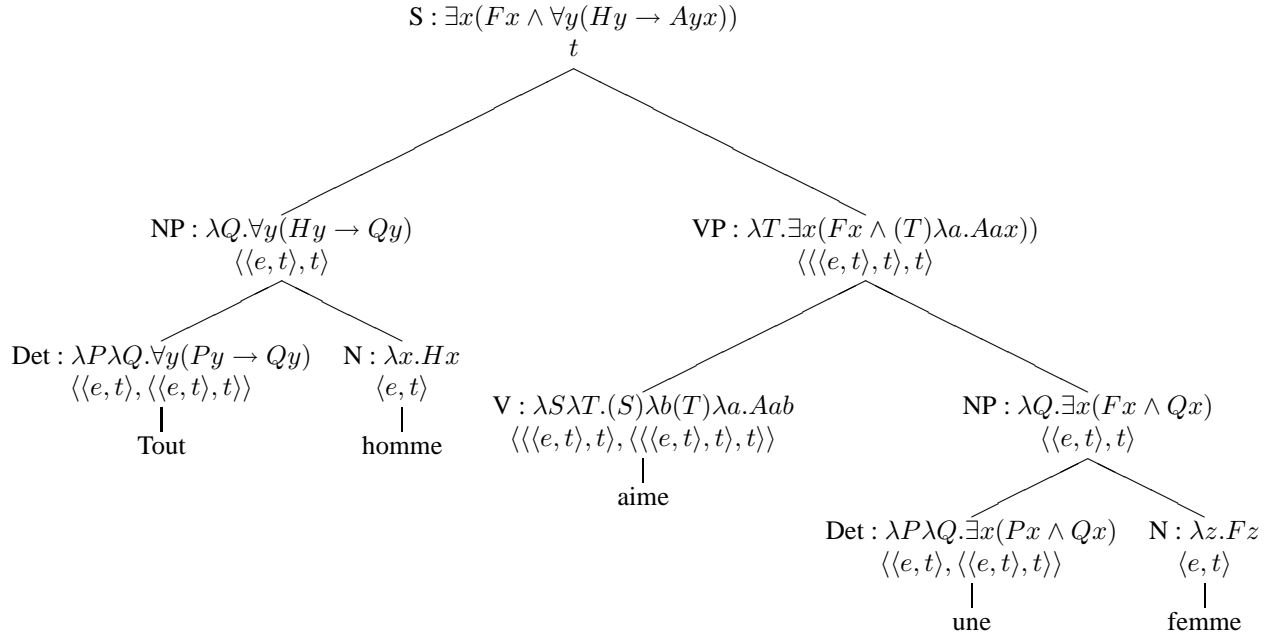 S : ∃x(Fx ∧ ∀y(Hy → Ayx))
t
NP : λQ.∀y(Hy → Qy)
⟨⟨e, t⟩, t⟩
VP : λT.∃x(Fx ∧ (T)λa.Aax))
⟨⟨⟨e, t⟩, t⟩, t⟩
Det : λPλQ.∀y(Py → Qy)
⟨⟨e, t⟩, ⟨⟨e, t⟩, t⟩⟩
Tout
N : λx.Hx
⟨e, t⟩
homme
V : λSλT.(S)λb(T)λa.Aab
⟨⟨⟨e, t⟩, t⟩, ⟨⟨⟨e, t⟩, t⟩, t⟩⟩
aime
NP : λQ.∃x(Fx ∧ Qx)
⟨⟨e, t⟩, t⟩
Det : λPλQ.∃x(Px ∧ Qx)
⟨⟨e, t⟩, ⟨⟨e, t⟩, t⟩⟩
une
N : λz.Fz
⟨e, t⟩
femme